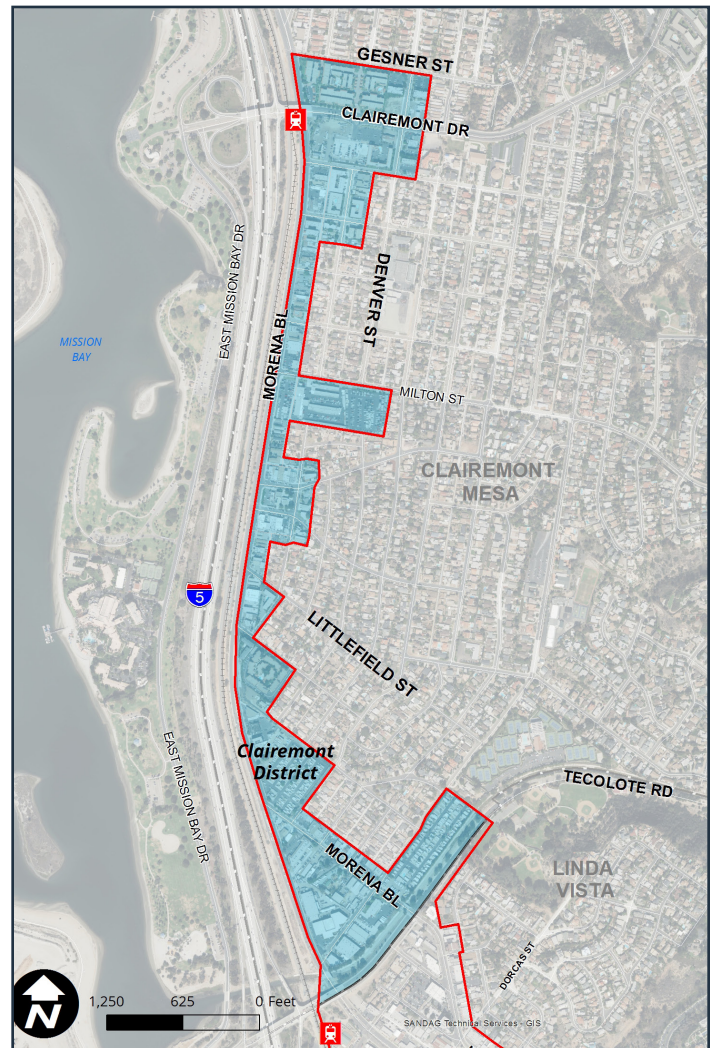 GESNER ST
CLAIREMONT DR
EAST MISSION BAY DR
DENVER ST
MORENA BL
MISSION
BAY
MILTON ST
CLAIREMONT
MESA
5
LITTLEFIELD ST
Clairemont
District
EAST MISSION BAY DR
TECOLOTE RD
MORENA BL
LINDA
VISTA
DORCAS ST
N
1,250 625 0 Feet
SANDAG Technical Services - GIS